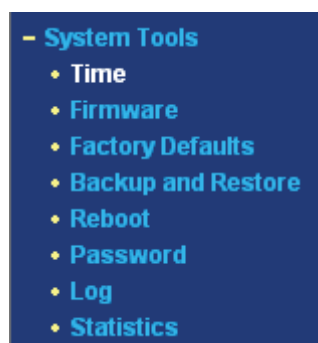 – System Tools
• Time
• Firmware
• Factory Defaults
• Backup and Restore
• Reboot
• Password
• Log
• Statistics